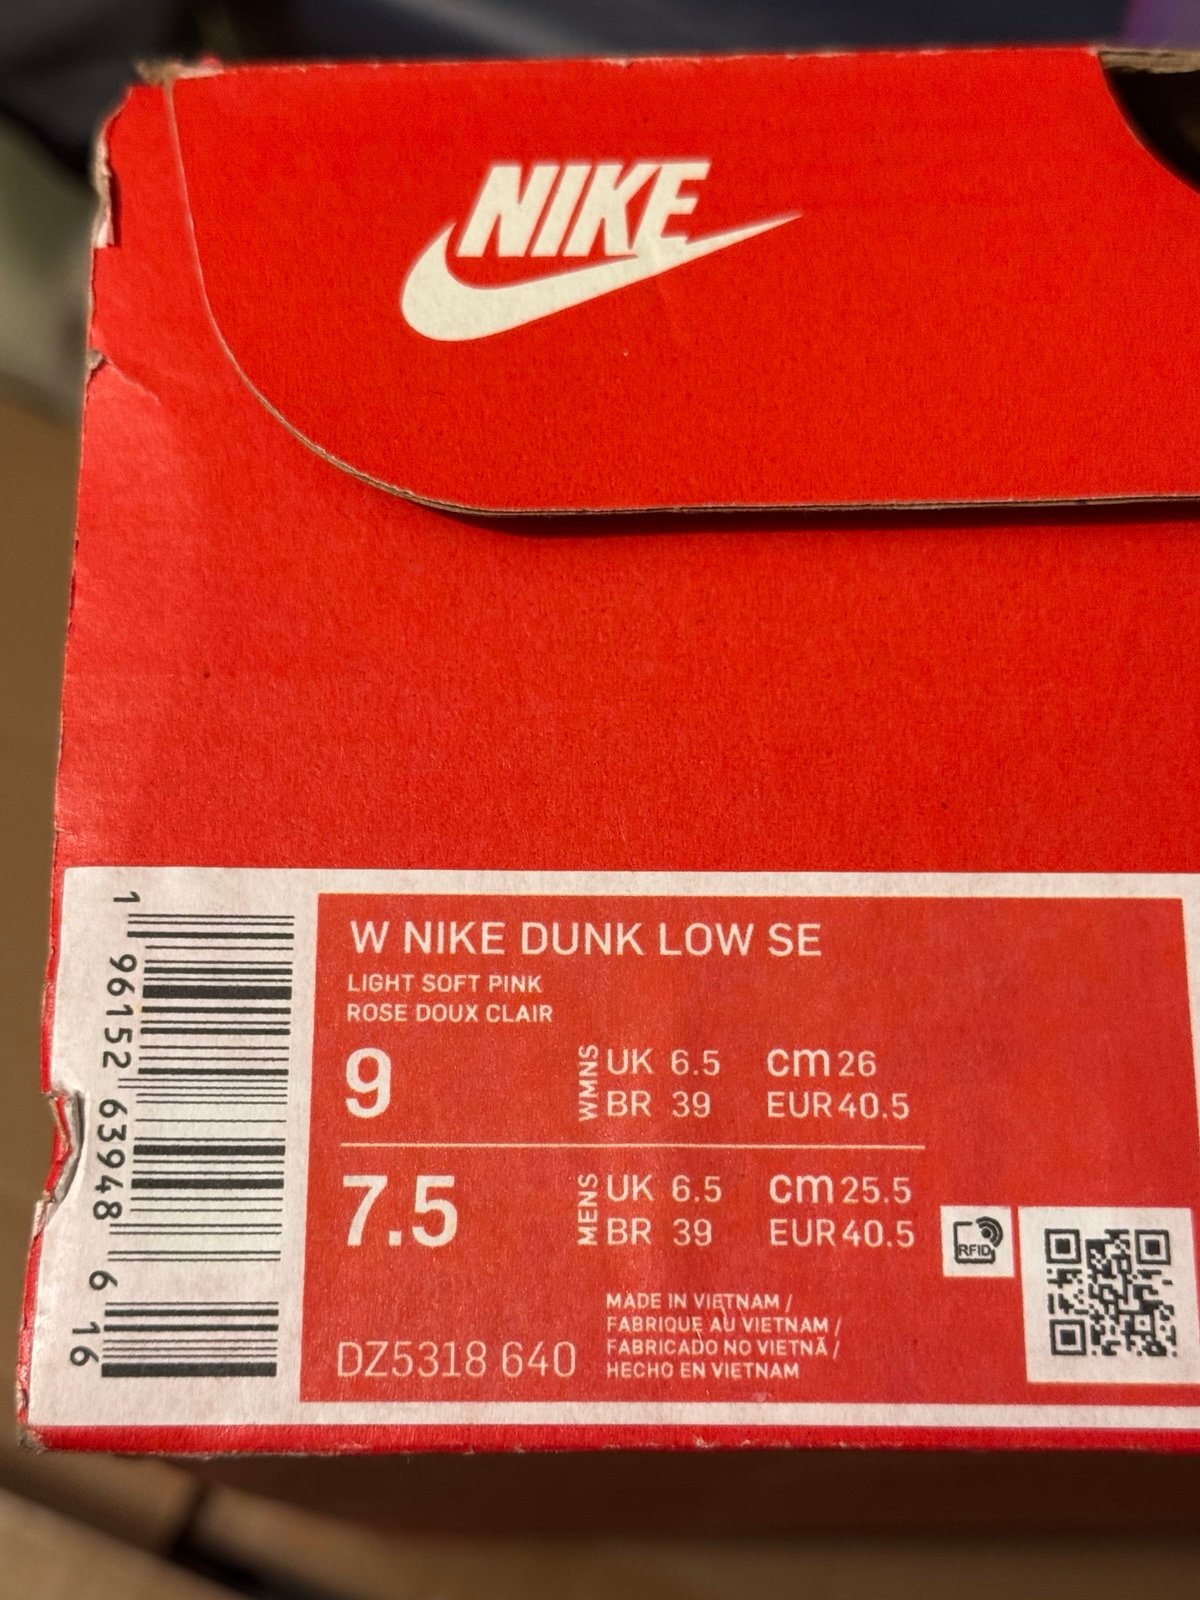 NIKE
W NIKE DUNK LOW SE
LIGHT SOFT PINK
ROSE DOUX CLAIR
9
WMNS
UK 6.5 cm 26
BR 39 EUR 40.5
7.5
MENS
UK 6.5 cm 25.5
BR 39 EUR 40.5
RFID
MADE IN VIETNAM /
FABRIQUE AU VIETNAM /
FABRICADO NO VIETNÃ /
HECHO EN VIETNAM
DZ5318 640
1 96152 63948 6 16